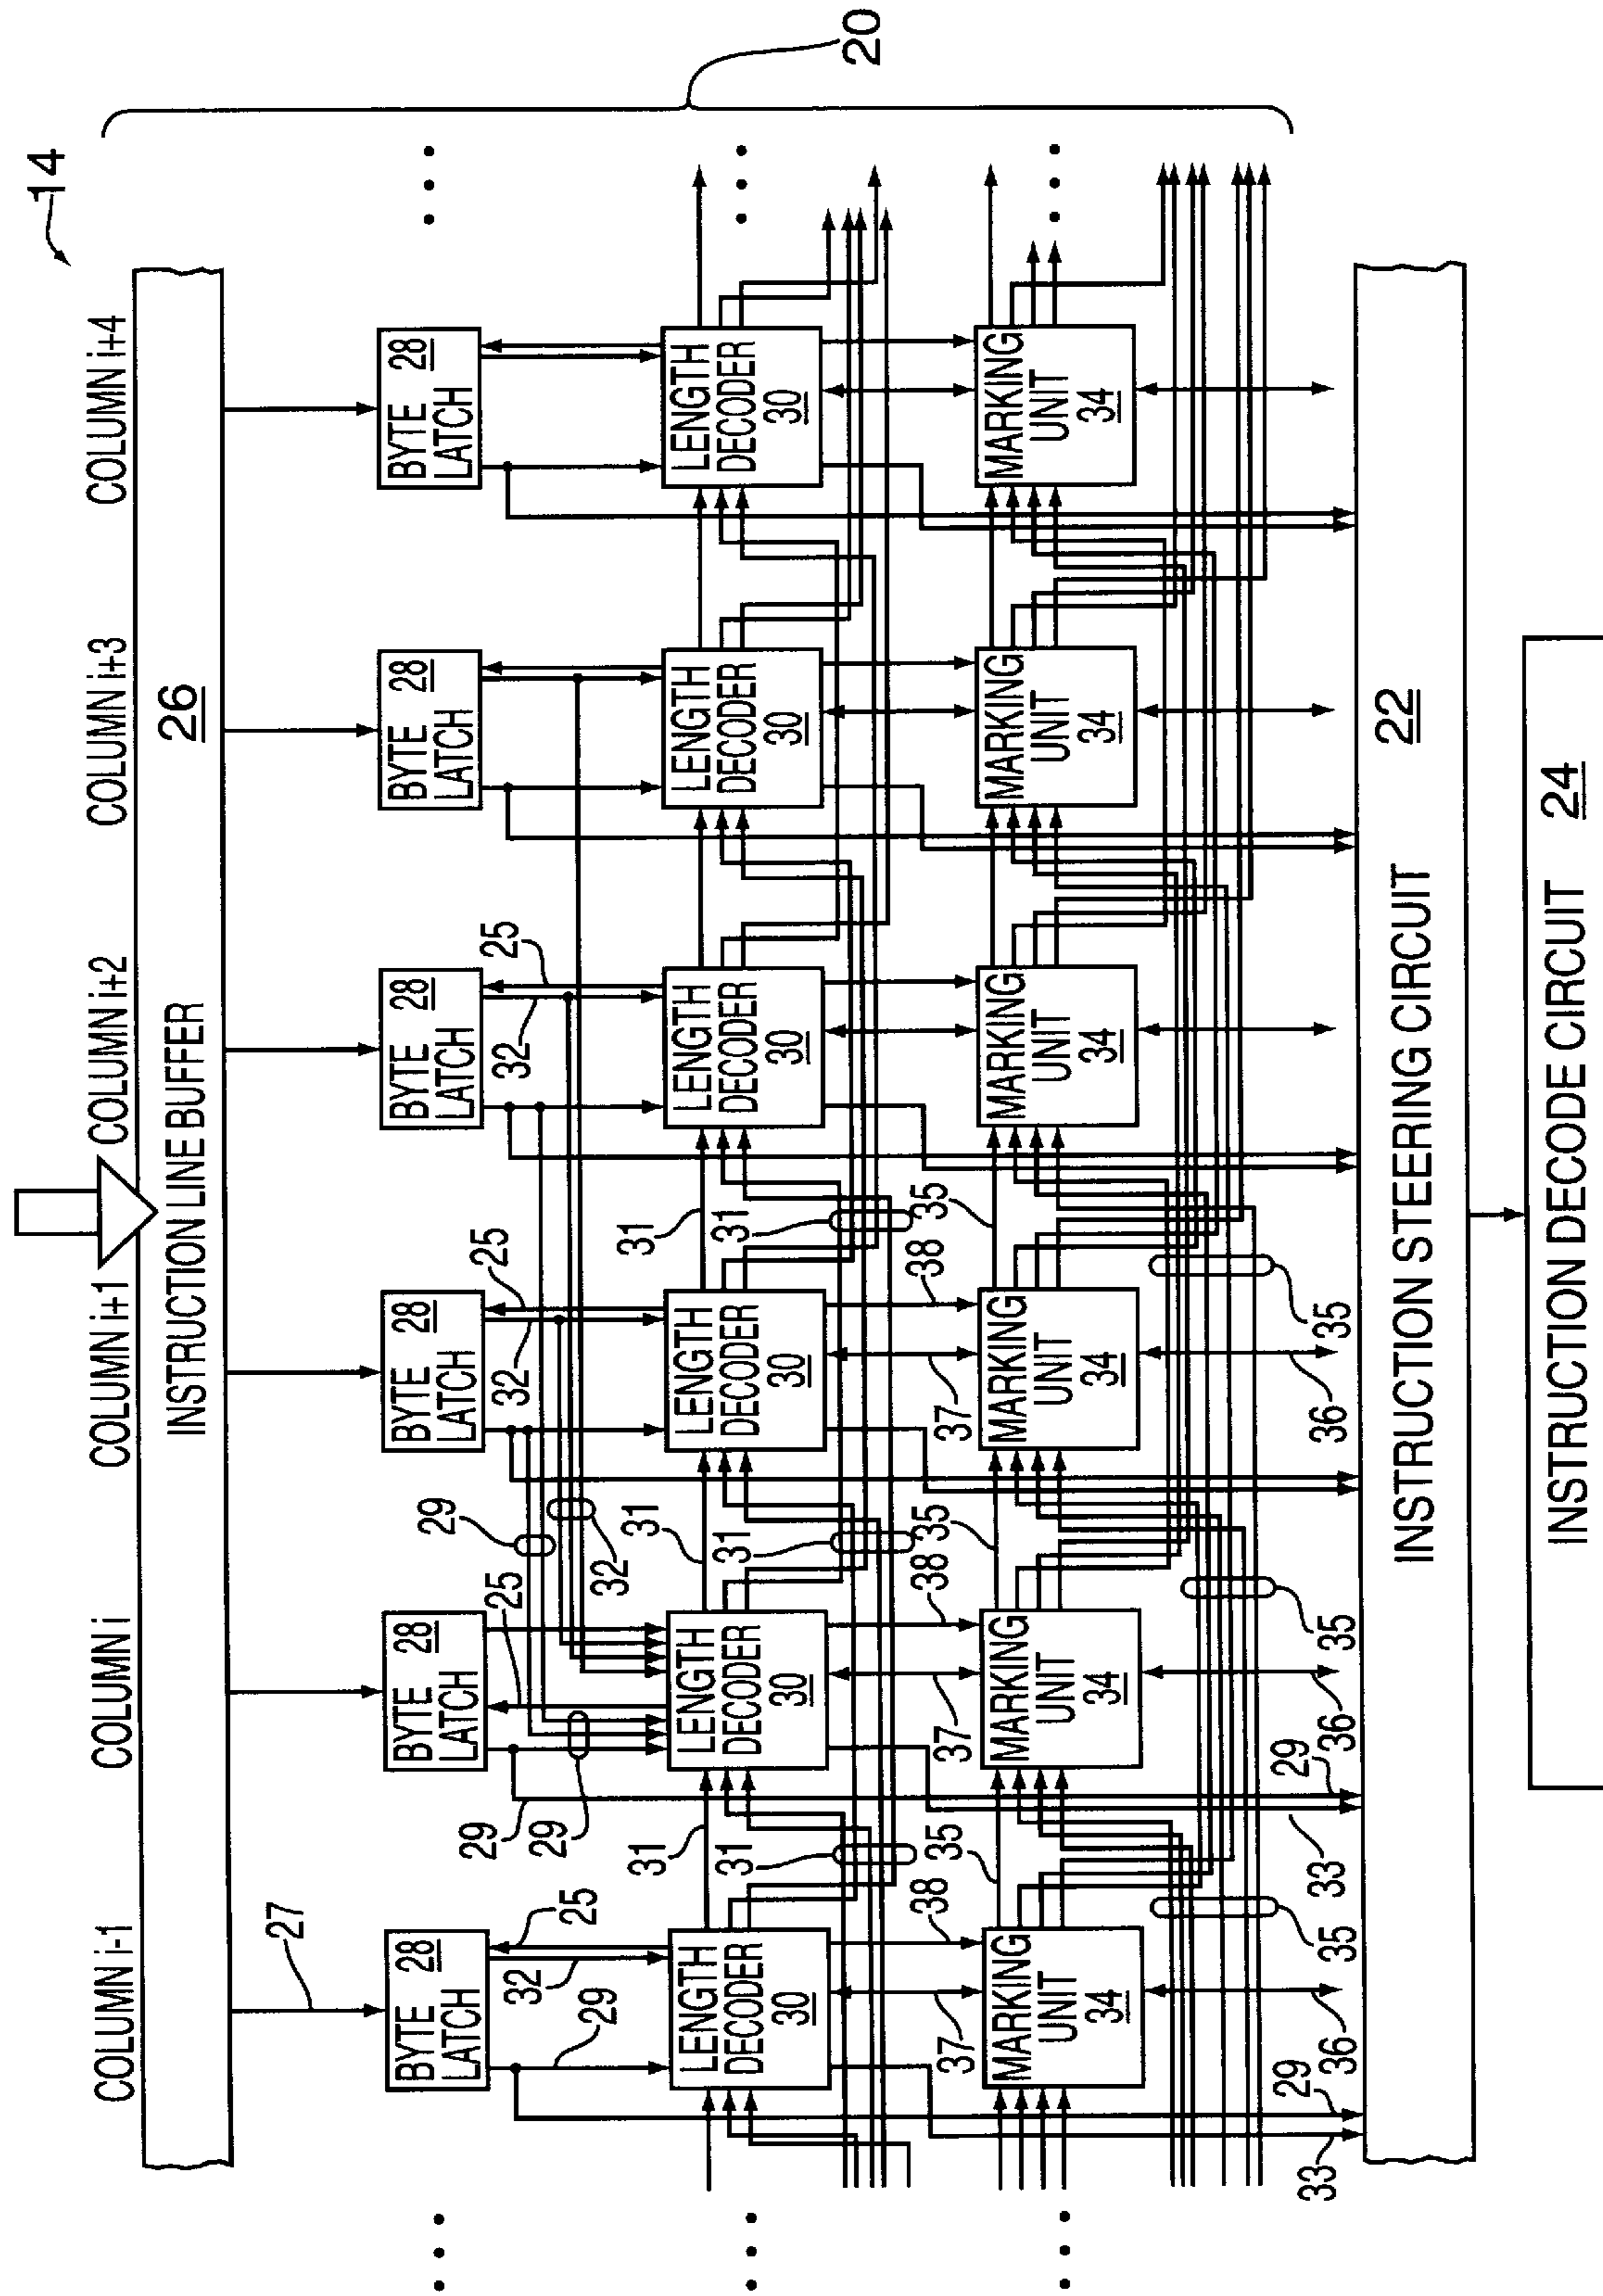 14
20
COLUMN i-1
COLUMN i
COLUMN i+1
COLUMN i+2
COLUMN i+3
COLUMN i+4
INSTRUCTION LINE BUFFER
26
27
BYTE
LATCH
28
BYTE
LATCH
28
BYTE
LATCH
28
BYTE
LATCH
28
BYTE
LATCH
28
BYTE
LATCH
28
25
32
29
29
29
25
29
32
25
32
25
32
LENGTH
DECODER
30
LENGTH
DECODER
30
LENGTH
DECODER
30
LENGTH
DECODER
30
LENGTH
DECODER
30
LENGTH
DECODER
30
31
31
31
31
31
31
37
38
35
37
38
35
37
38
35
MARKING
UNIT
34
MARKING
UNIT
34
MARKING
UNIT
34
MARKING
UNIT
34
MARKING
UNIT
34
MARKING
UNIT
34
33
29
36
35
33
29
36
35
36
35
INSTRUCTION STEERING CIRCUIT
22
INSTRUCTION DECODE CIRCUIT
24